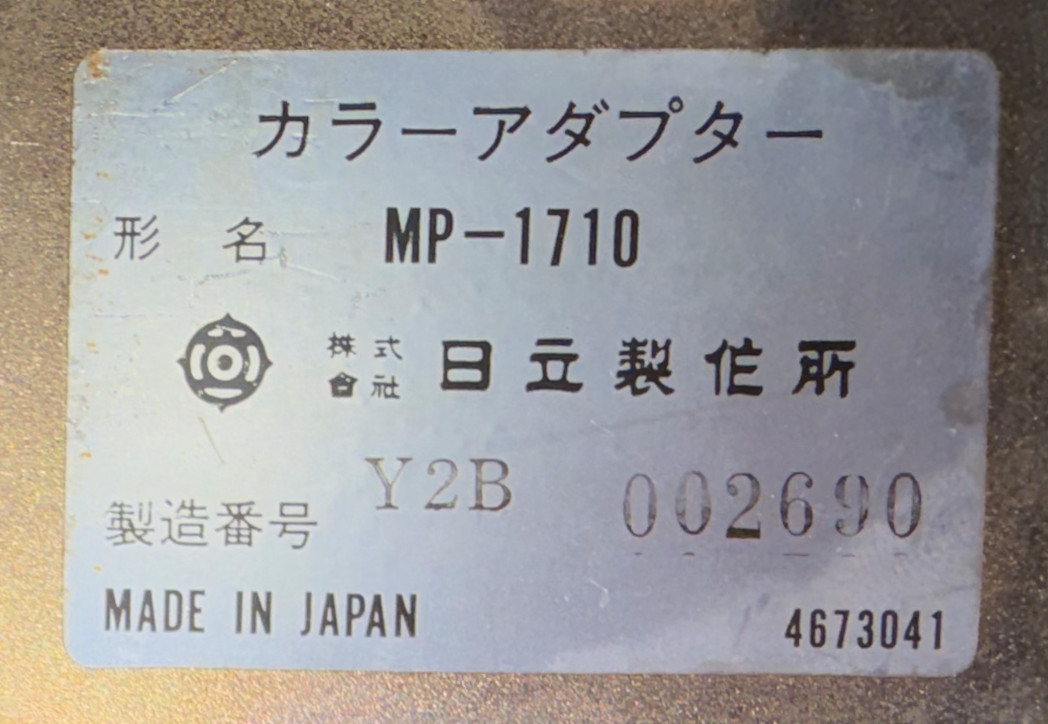 カラーアダプター
形名 MP-1710
株式會社 日立製作所
製造番号 Y2B 002690
MADE IN JAPAN 4673041